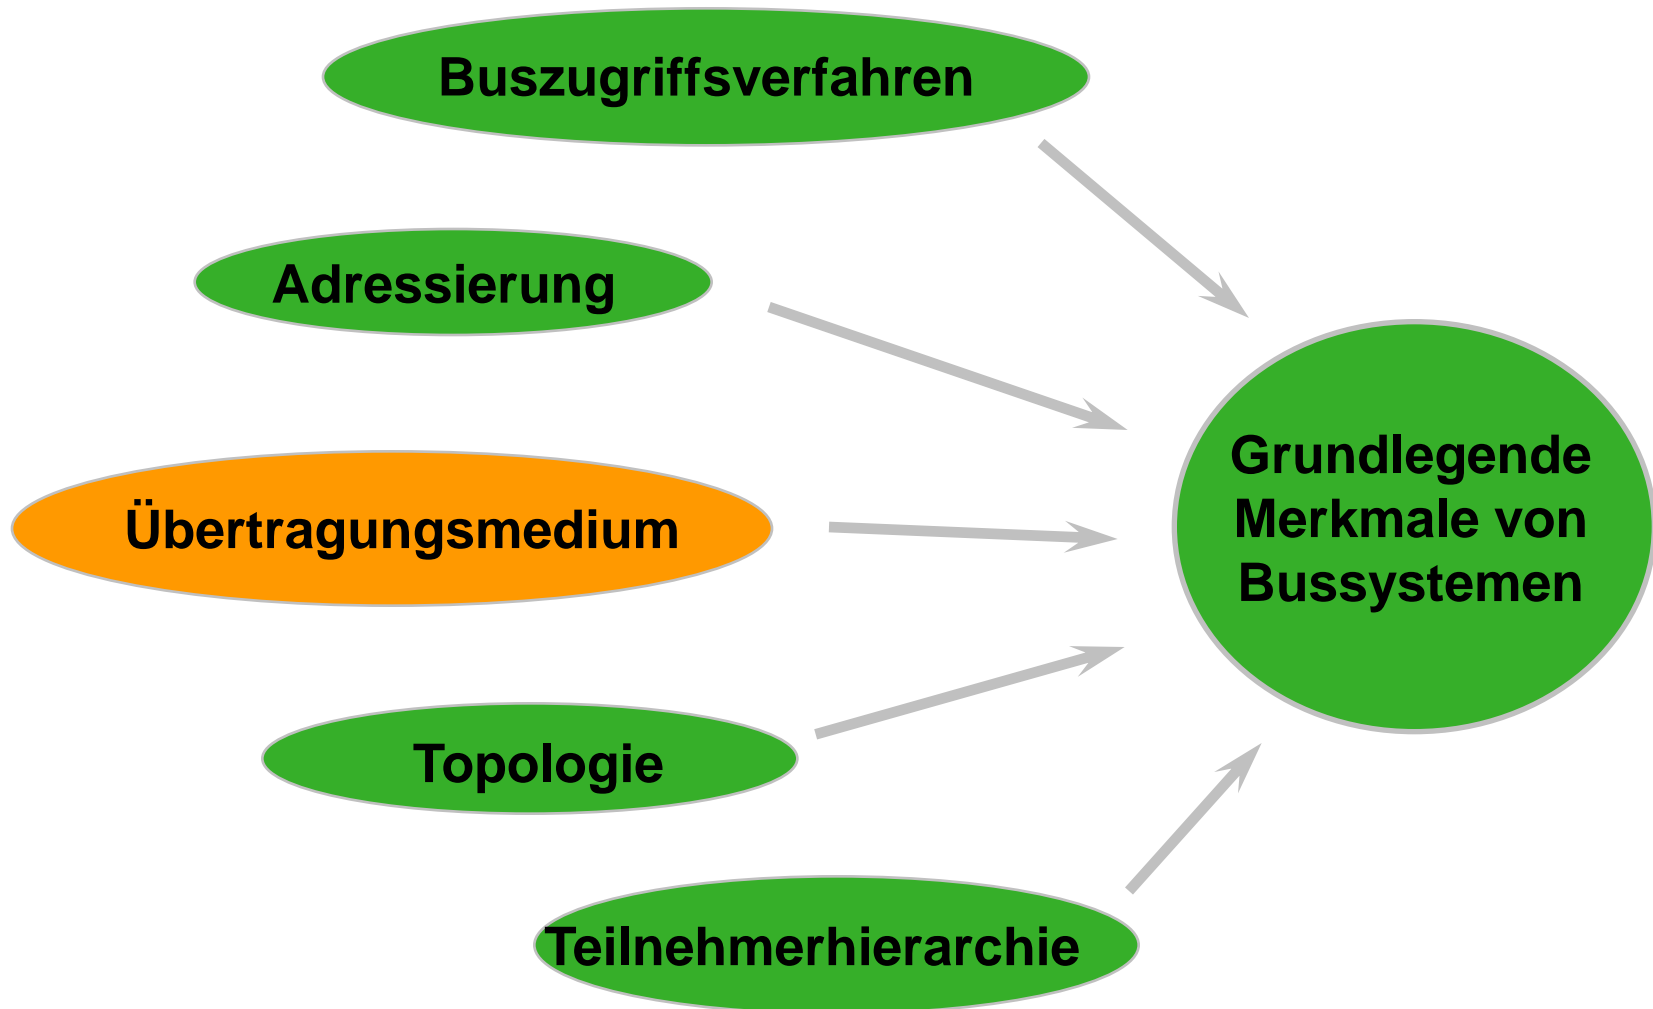 Buszugriffsverfahren
Adressierung
Übertragungsmedium
Topologie
Teilnehmerhierarchie
Grundlegende
Merkmale von
Bussystemen